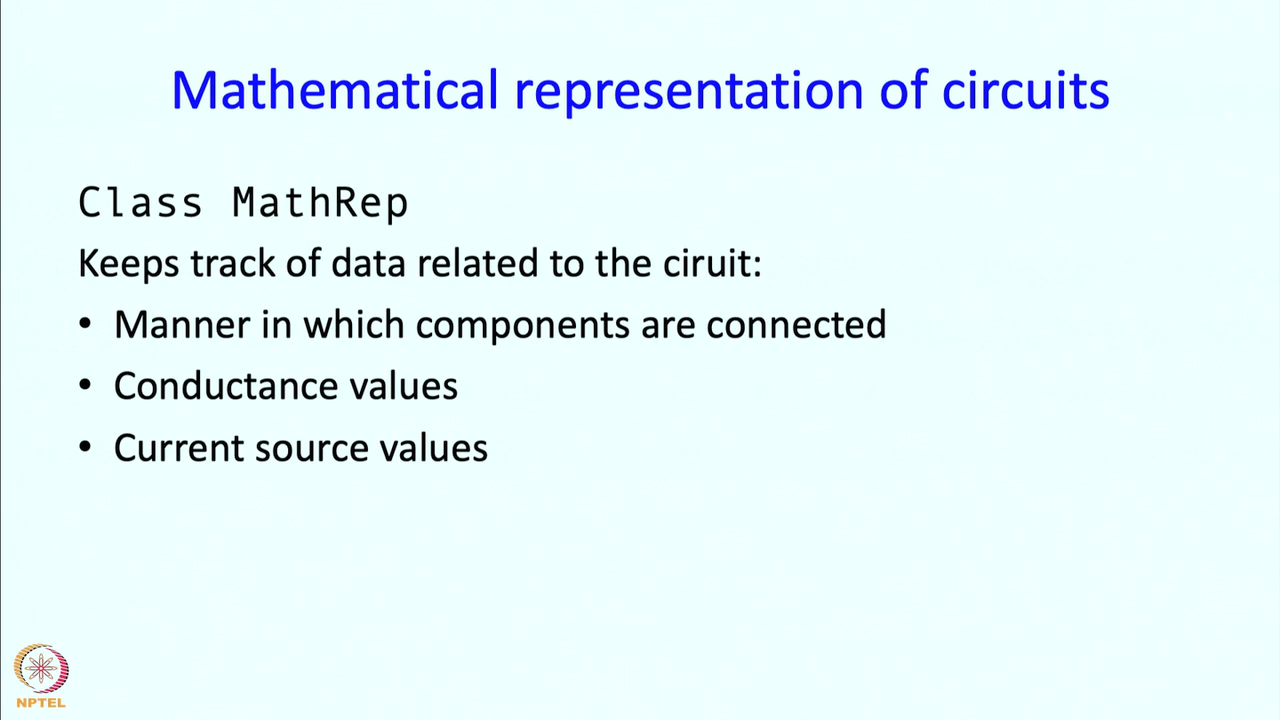 Mathematical representation of circuits
Class MathRep
Keeps track of data related to the ciruit:
• Manner in which components are connected
• Conductance values
• Current source values
NPTEL